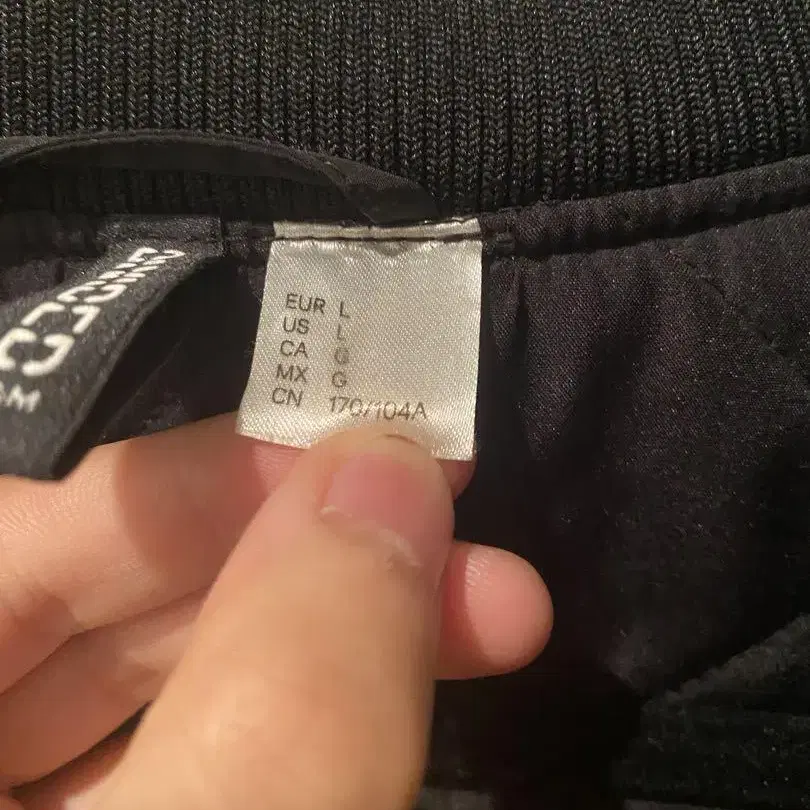 EUR L
US L
CA G
MX G
CN 170/104A